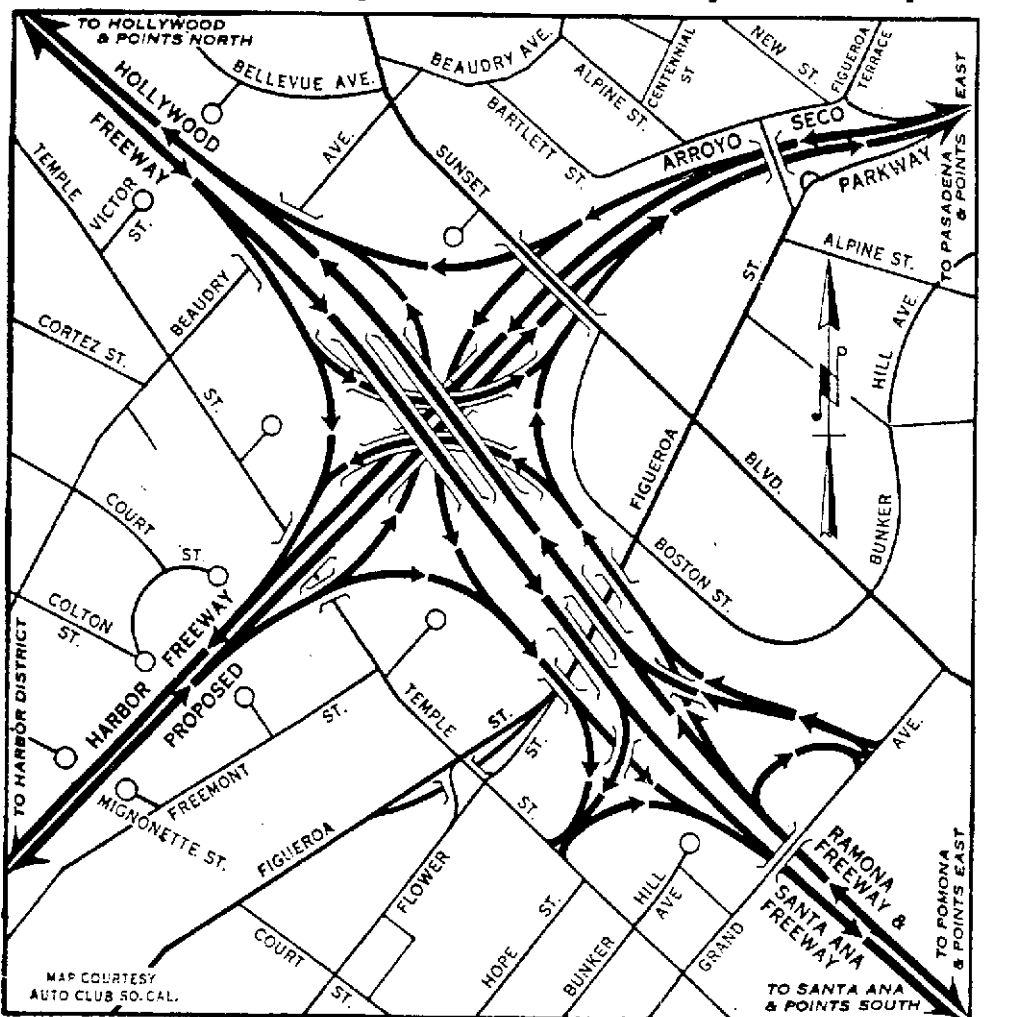 TO HOLLYWOOD
& POINTS NORTH
HOLLYWOOD
FREEWAY
BELLEVUE AVE.
BEAUDRY AVE.
CENTENNIAL
ST
NEW
ST.
FIGUEROA
TERRACE
ALPINE ST.
BARTLETT
ST.
AVE.
SUNSET
ARROYO
SECO
PARKWAY
TO PASADENA
& POINTS EAST
TEMPLE
VICTOR
ST.
ALPINE ST.
ST.
BEAUDRY
CORTEZ ST.
ST.
HILL
AVE.
FIGUEROA
BLVD.
BUNKER
COURT
ST.
BOSTON ST.
COLTON
ST.
HARBOR
FREEWAY
PROPOSED
TO HARBOR DISTRICT
TEMPLE
ST.
ST.
ST.
ST.
AVE.
FREEMONT
MIGNONETTE ST.
FIGUEROA
FLOWER
HOPE
ST.
BUNKER
HILL
AVE
GRAND
RAMONA
FREEWAY &
SANTA ANA
FREEWAY
TO POMONA
& POINTS EAST
COURT
ST.
MAP COURTESY
AUTO CLUB SO. CAL.
TO SANTA ANA
& POINTS SOUTH